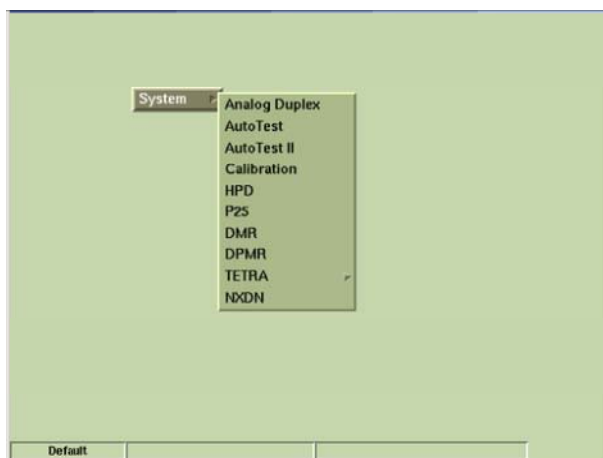 System
Analog Duplex
AutoTest
AutoTest II
Calibration
HPD
P25
DMR
DPMR
TETRA
NXDN
Default